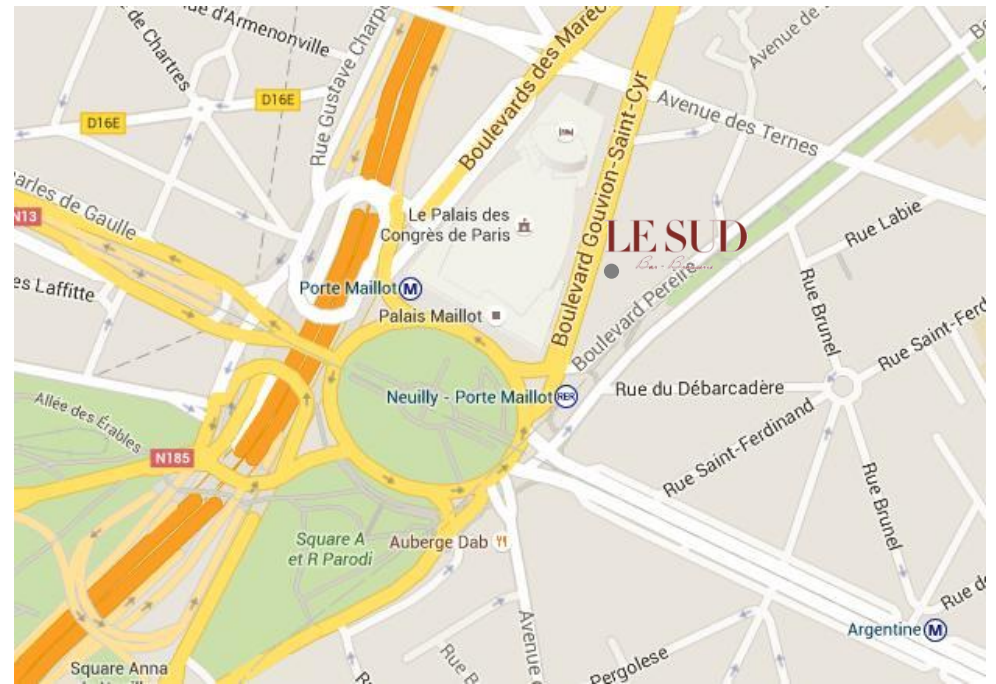 d'Armenonville
de Chartres
D16E
D16E
Rue Gustave Charpe
Boulevards des Maréc
Avenue de
Avenue des Ternes
Boulevard Gouvion-Saint-Cyr
arles de Gaulle
N13
Le Palais des
Congrès de Paris
LE SUD
Rue Labie
es Laffitte
Porte Maillot M
Palais Maillot
Boulevard Pereire
Rue Brunel
Rue Saint-Ferd
Neuilly - Porte Maillot RER
Rue du Débarcadère
Allée des Érables
Rue Saint-Ferdinand
N185
Rue Brunel
Square A
et R Parodi
Auberge Dab
Rue de
Argentine M
Avenue
Rue B
Pergolese
Square Anna